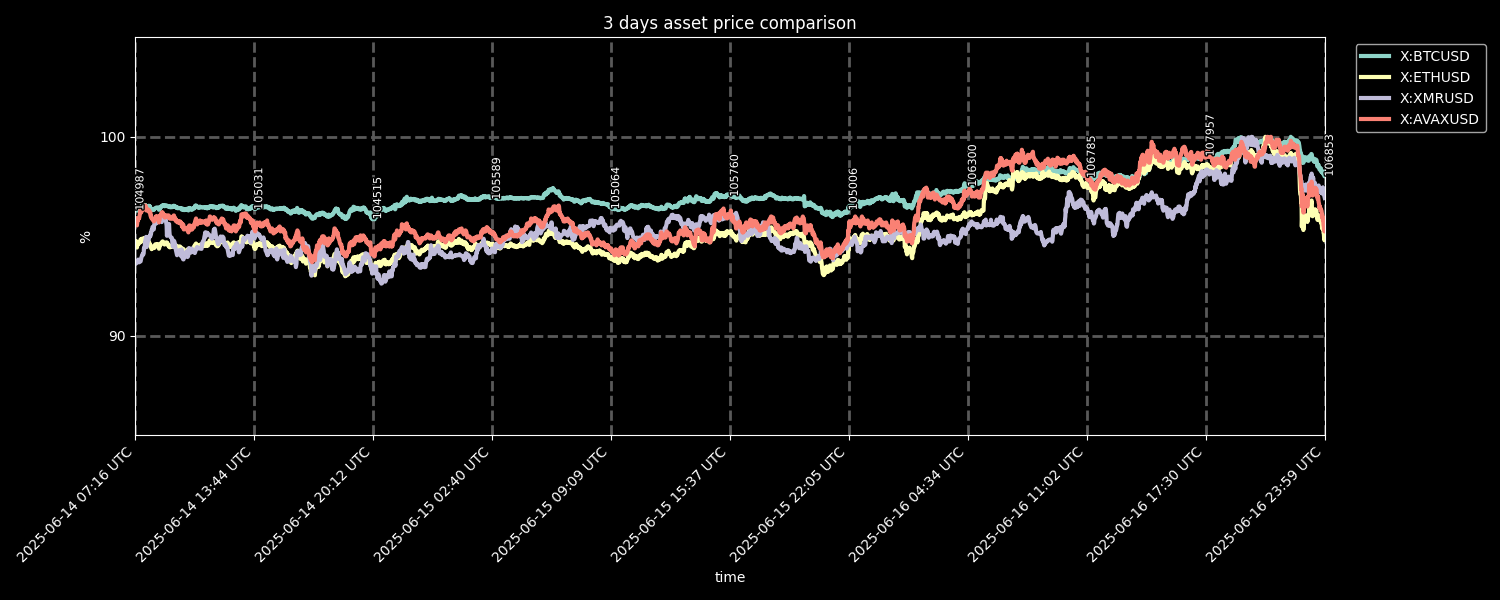 3 days asset price comparison
X:BTCUSD
X:ETHUSD
X:XMRUSD
X:AVAXUSD
100
90
%
104987
105031
104515
105589
105064
105760
105006
106300
106785
107957
106853
2025-06-14 07:16 UTC
2025-06-14 13:44 UTC
2025-06-14 20:12 UTC
2025-06-15 02:40 UTC
2025-06-15 09:09 UTC
2025-06-15 15:37 UTC
2025-06-15 22:05 UTC
2025-06-16 04:34 UTC
2025-06-16 11:02 UTC
2025-06-16 17:30 UTC
2025-06-16 23:59 UTC
time